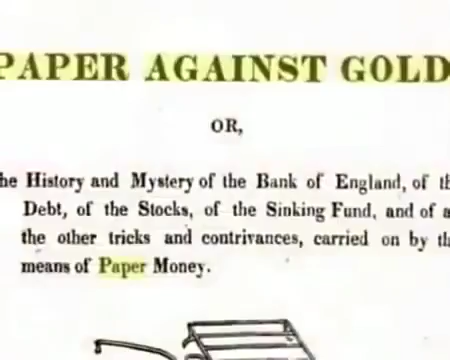 PAPER AGAINST GOLD
OR,
he History and Mystery of the Bank of England, of th
Debt, of the Stocks, of the Sinking Fund, and of a
the other tricks and contrivances, carried on by th
means of Paper Money.